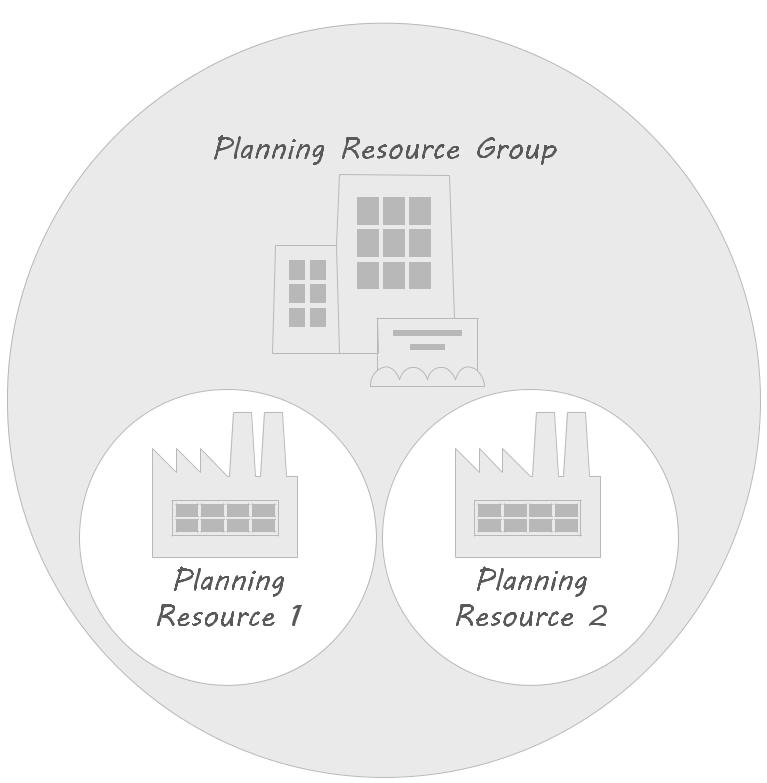 Planning Resource Group
Planning
Resource 1
Planning
Resource 2